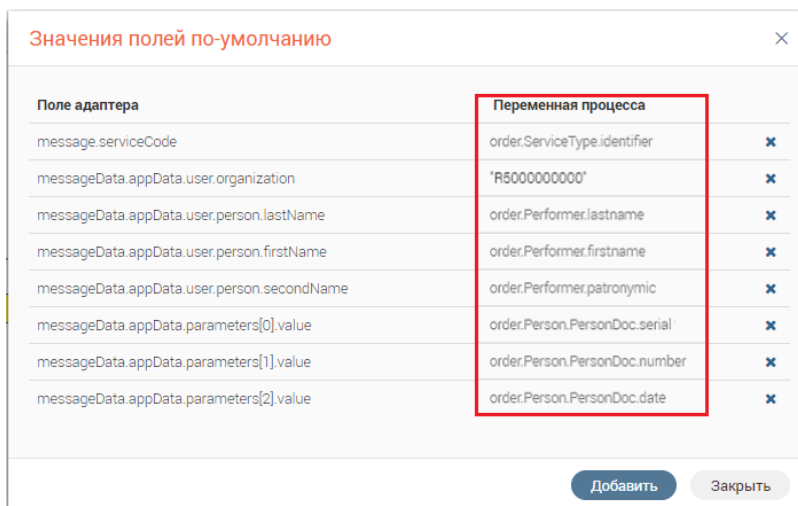 Значения полей по-умолчанию
Поле адаптера Переменная процесса
message.serviceCode order.ServiceType.identifier
messageData.appData.user.organization "R5000000000"
messageData.appData.user.person.lastName order.Performer.lastname
messageData.appData.user.person.firstName order.Performer.firstname
messageData.appData.user.person.secondName order.Performer.patronymic
messageData.appData.parameters[0].value order.Person.PersonDoc.serial
messageData.appData.parameters[1].value order.Person.PersonDoc.number
messageData.appData.parameters[2].value order.Person.PersonDoc.date
Добавить Закрыть